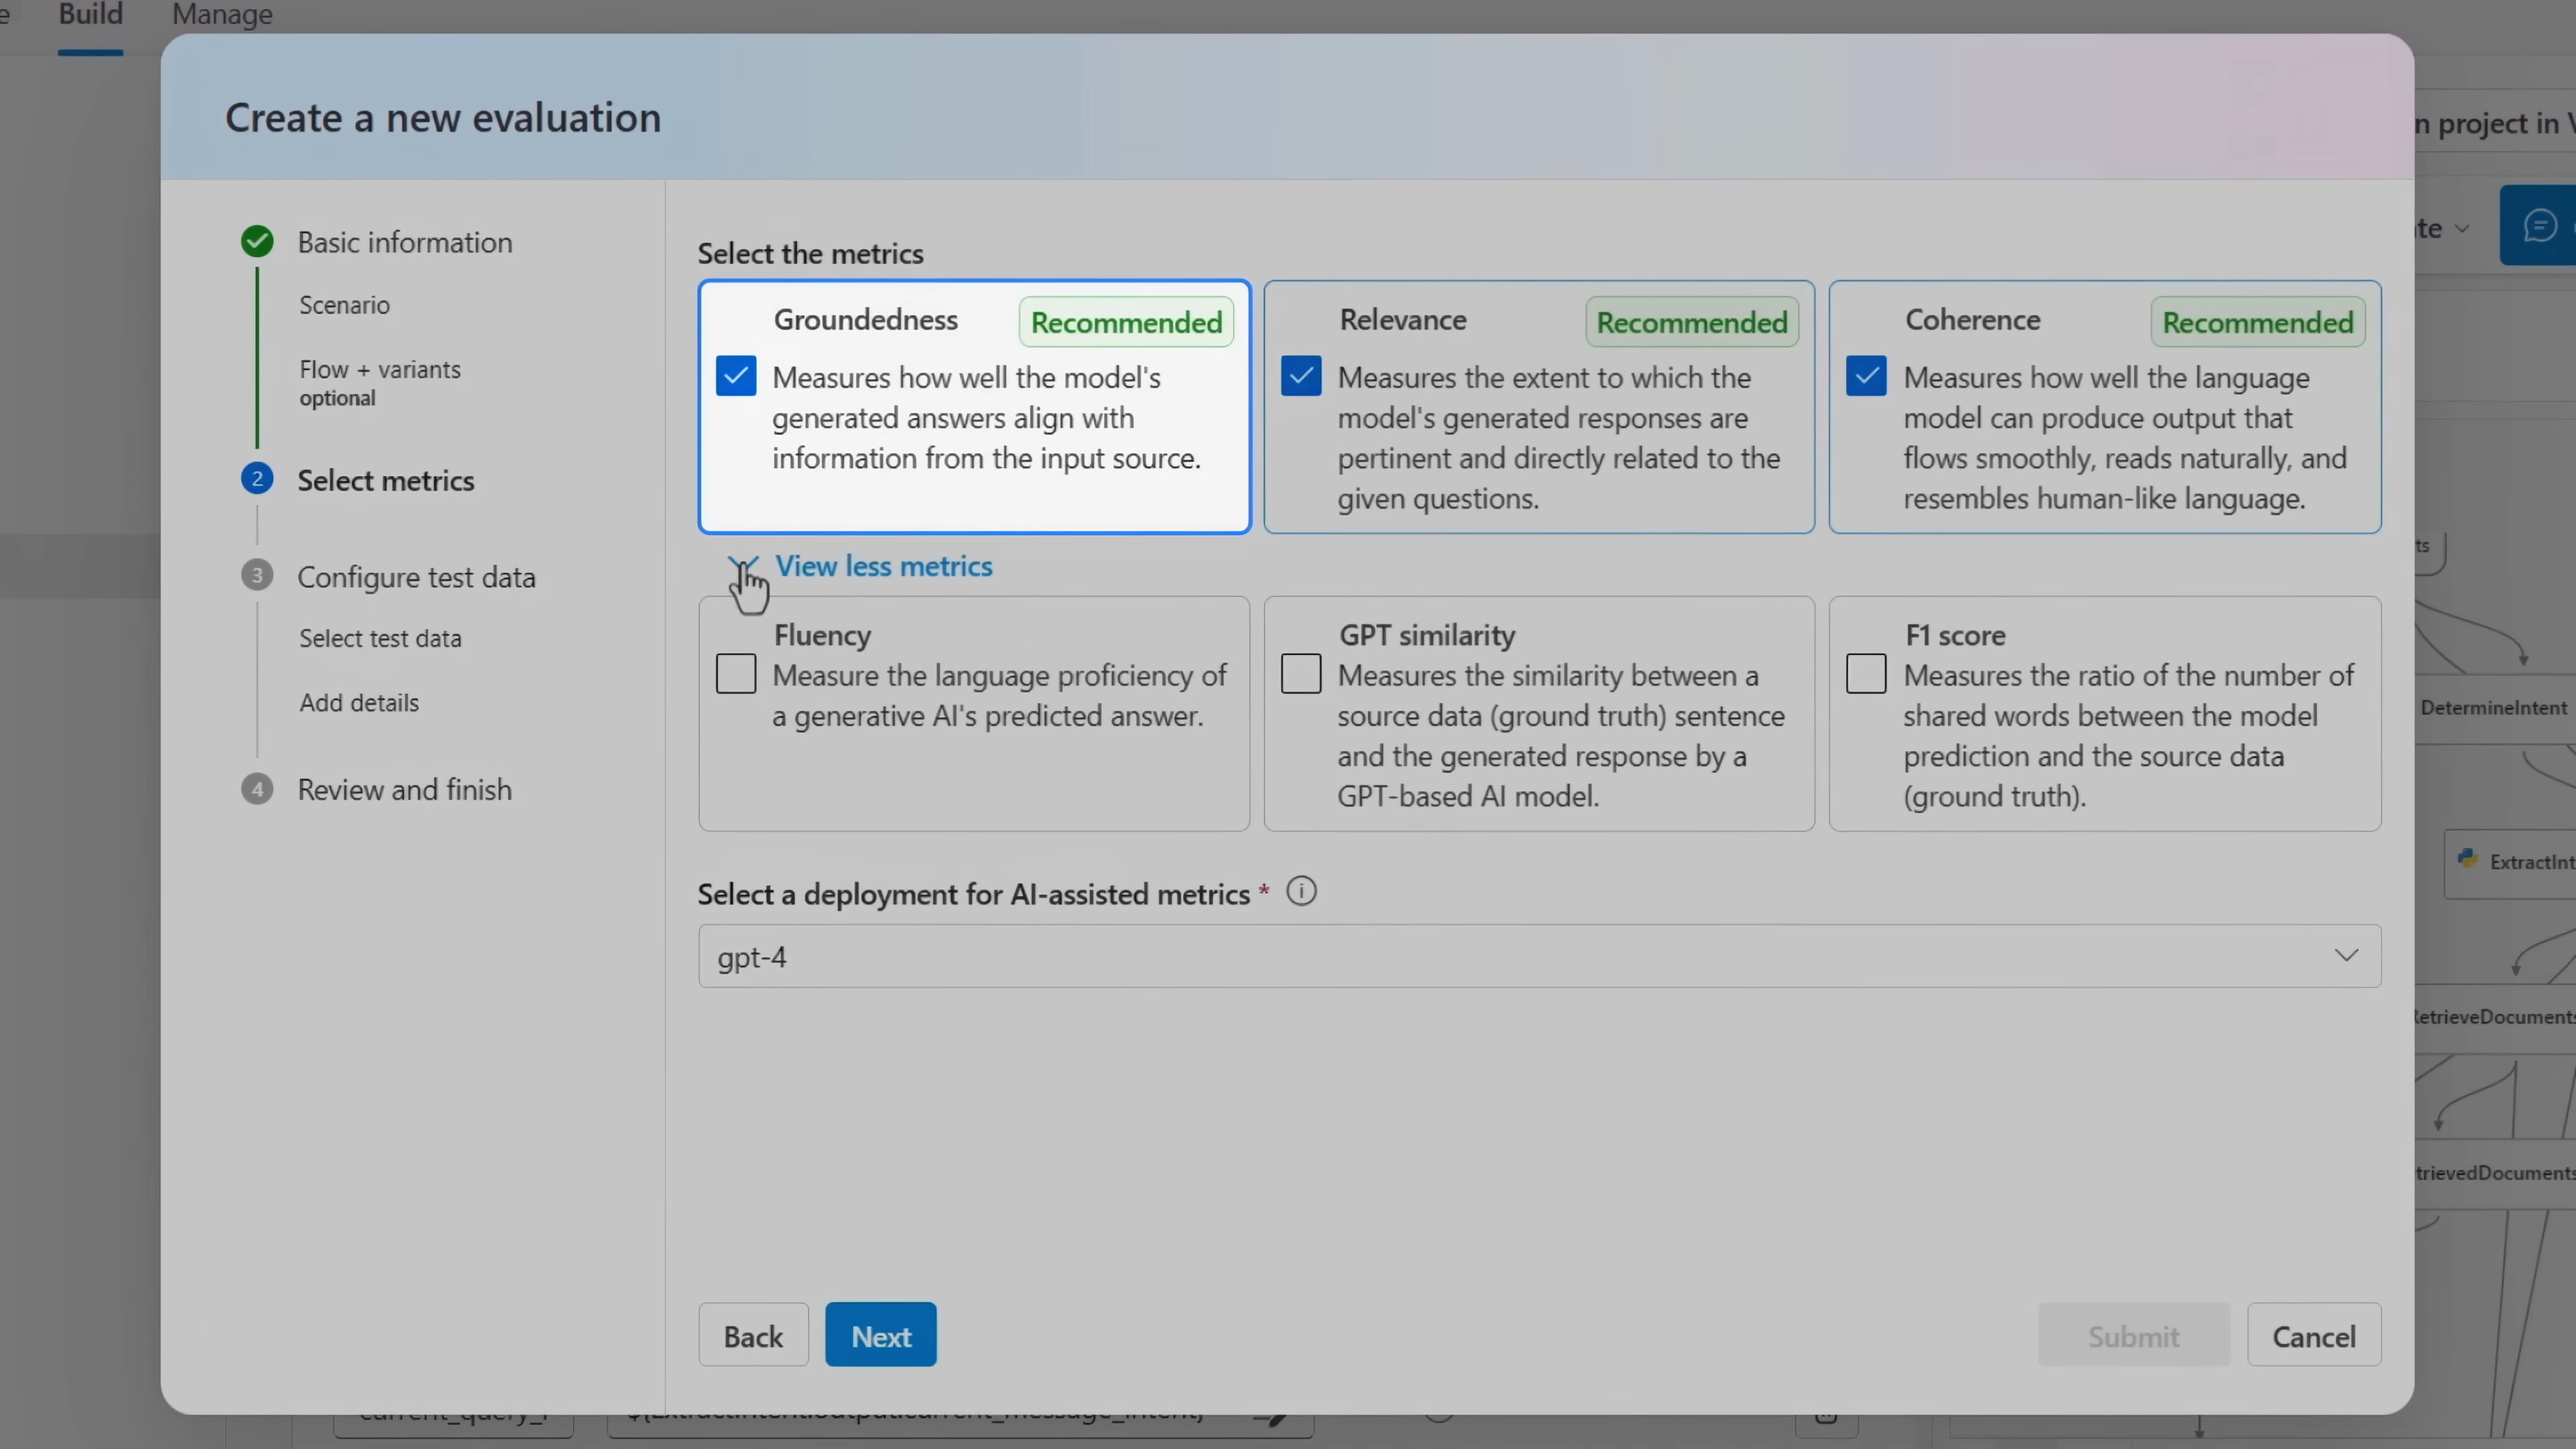 Build
Manage
Create a new evaluation
n project in
Basic information
Scenario
Flow + variants
optional
2
Select metrics
3
Configure test data
Select test data
Add details
4
Review and finish
Select the metrics
Groundedness
Recommended
Measures how well the model's
generated answers align with
information from the input source.
Relevance
Recommended
Measures the extent to which the
model's generated responses are
pertinent and directly related to the
given questions.
Coherence
Recommended
Measures how well the language
model can produce output that
flows smoothly, reads naturally, and
resembles human-like language.
View less metrics
Fluency
Measure the language proficiency of
a generative AI's predicted answer.
GPT similarity
Measures the similarity between a
source data (ground truth) sentence
and the generated response by a
GPT-based AI model.
F1 score
Measures the ratio of the number of
shared words between the model
prediction and the source data
(ground truth).
Select a deployment for AI-assisted metrics *
gpt-4
Back
Next
Submit
Cancel
ts
DetermineIntent
ExtractInt
RetrieveDocuments
trievedDocuments